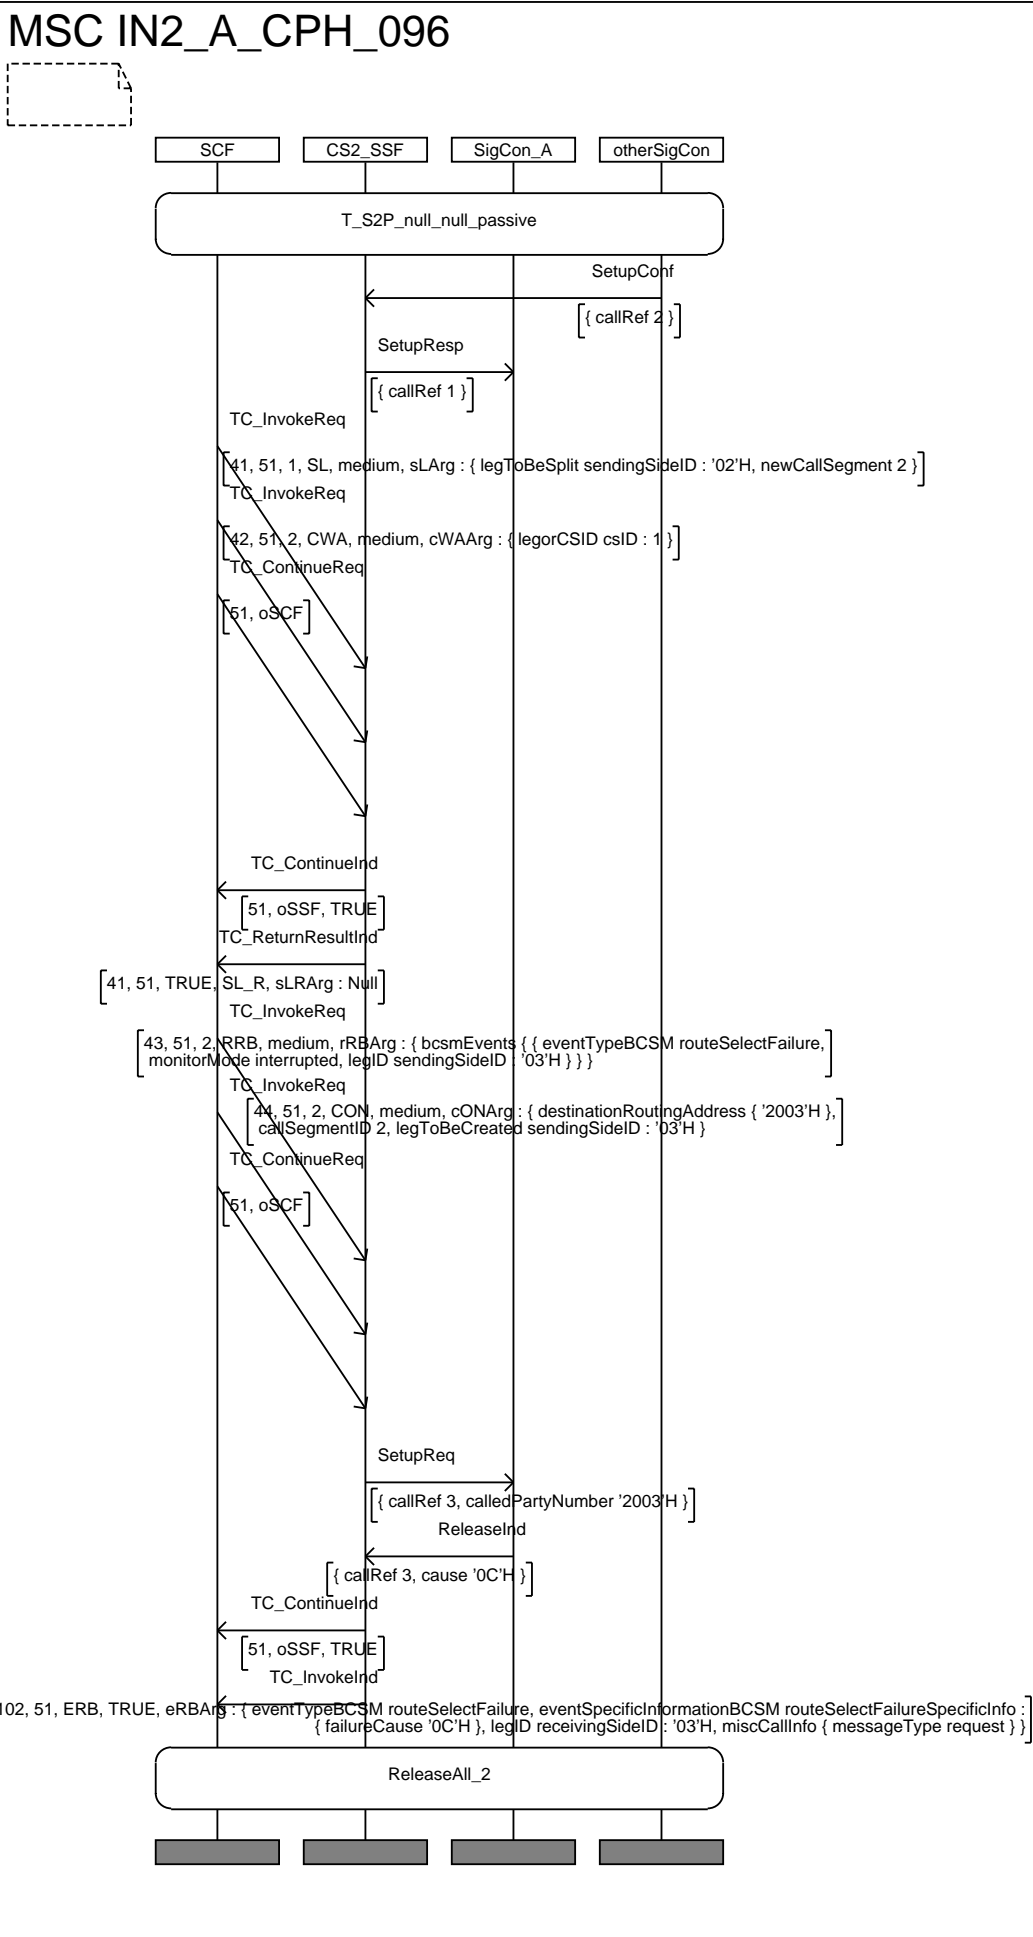 MSC IN2_A_CPH_096
SCF
CS2_SSF
SigCon_A
otherSigCon
T_S2P_null_null_passive
SetupConf
{ callRef 2 }
SetupResp
{ callRef 1 }
TC_InvokeReq
41, 51, 1, SL, medium, sLArg : { legToBeSplit sendingSideID : '02'H, newCallSegment 2 }
TC_InvokeReq
42, 51, 2, CWA, medium, cWAArg : { legorCSID csID : 1 }
TC_ContinueReq
51, oSCF
TC_ContinueInd
51, oSSF, TRUE
TC_ReturnResultInd
41, 51, TRUE, SL_R, sLRArg : Null
TC_InvokeReq
43, 51, 2, RRB, medium, rRBArg : { bcsmEvents { { eventTypeBCSM routeSelectFailure,
monitorMode interrupted, legID sendingSideID : '03'H } } }
TC_InvokeReq
44, 51, 2, CON, medium, cONArg : { destinationRoutingAddress { '2003'H },
callSegmentID 2, legToBeCreated sendingSideID : '03'H }
TC_ContinueReq
51, oSCF
SetupReq
{ callRef 3, calledPartyNumber '2003'H }
ReleaseInd
{ callRef 3, cause '0C'H }
TC_ContinueInd
51, oSSF, TRUE
TC_InvokeInd
102, 51, ERB, TRUE, eRBArg : { eventTypeBCSM routeSelectFailure, eventSpecificInformationBCSM routeSelectFailureSpecificInfo :
{ failureCause '0C'H }, legID receivingSideID : '03'H, miscCallInfo { messageType request } }
ReleaseAll_2